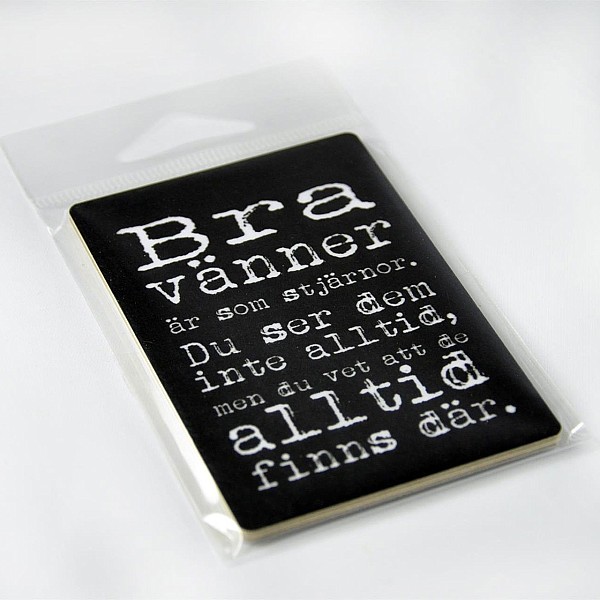 Bra
vänner
är som stjärnor.
Du ser dem
inte alltid,
men du vet att de
alltid
finns där.